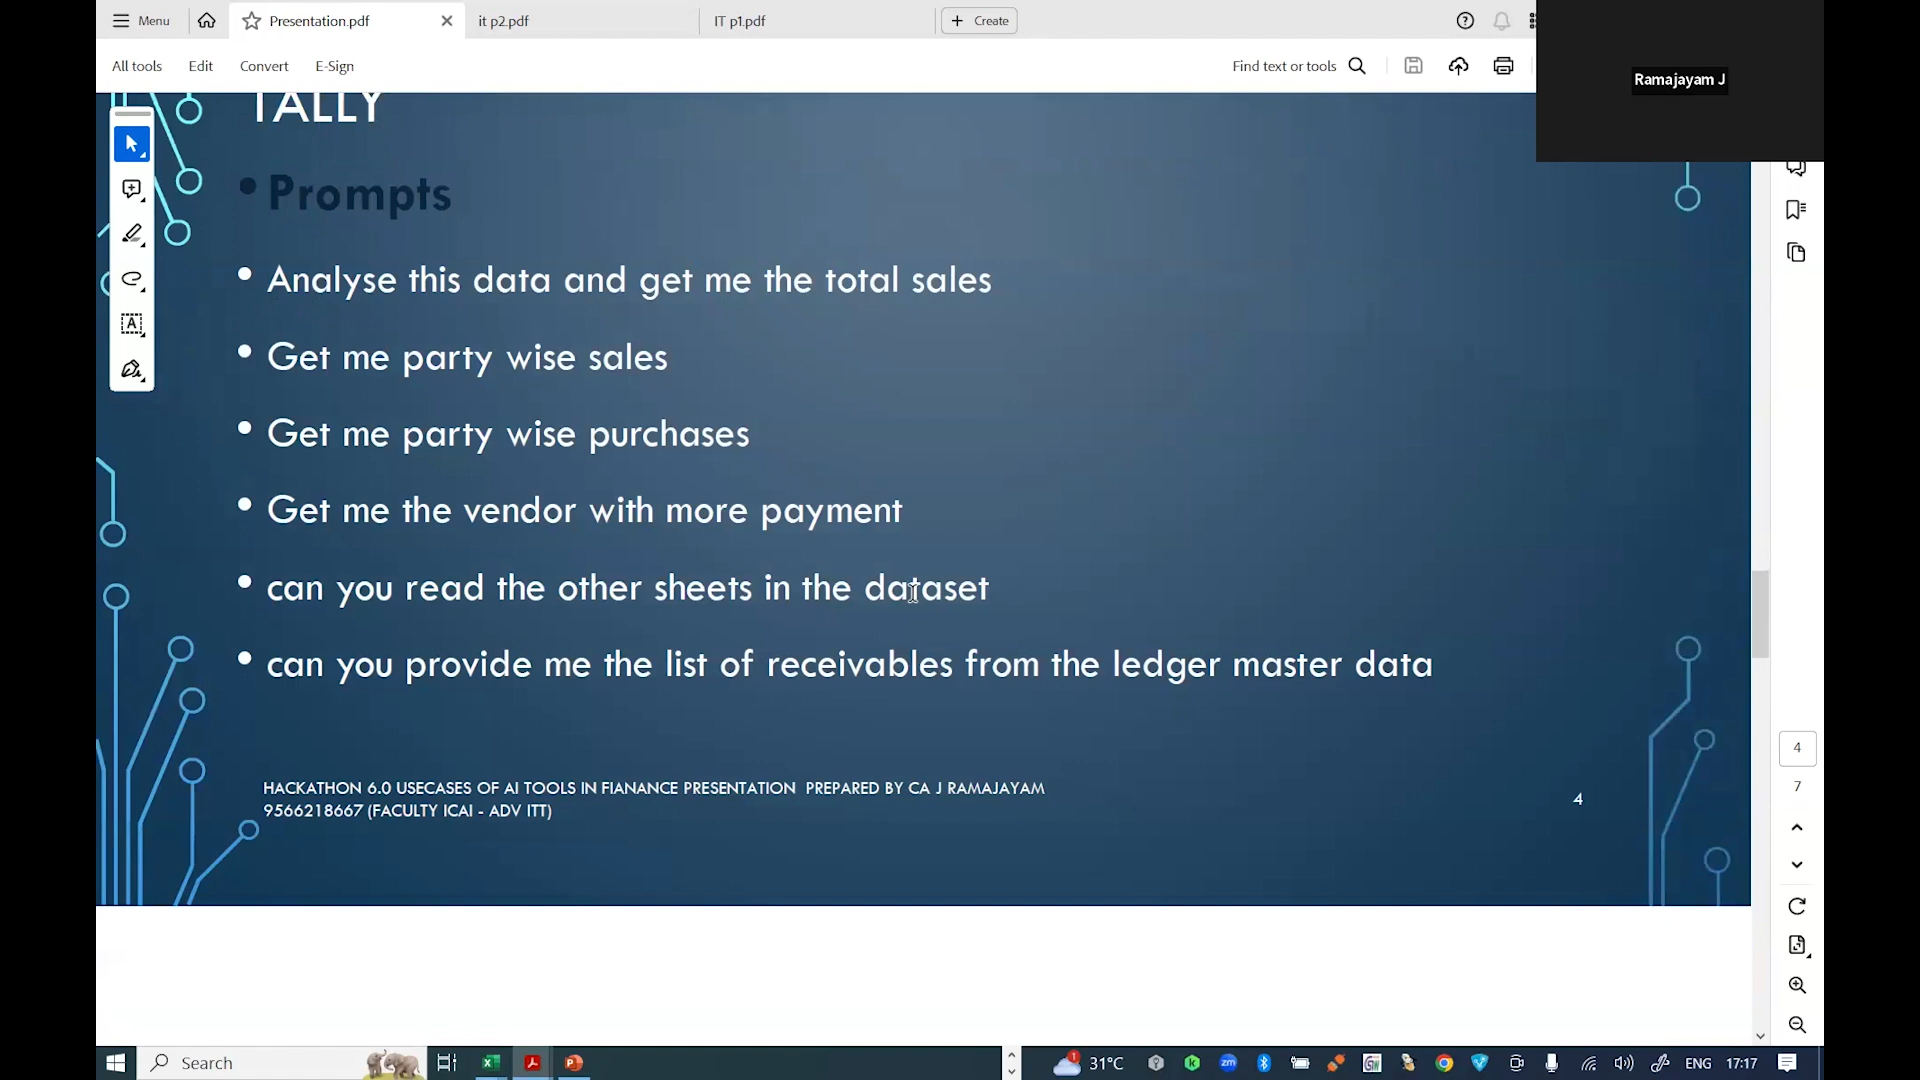 Menu
Presentation.pdf
it p2.pdf
IT p1.pdf
Create
All tools
Edit
Convert
E-Sign
Find text or tools
Ramajayam J
TALLY
• Prompts
• Analyse this data and get me the total sales
• Get me party wise sales
• Get me party wise purchases
• Get me the vendor with more payment
• can you read the other sheets in the dataset
• can you provide me the list of receivables from the ledger master data
HACKATHON 6.0 USECASES OF AI TOOLS IN FIANANCE PRESENTATION PREPARED BY CA J RAMAJAYAM
9566218667 (FACULTY ICAI - ADV ITT)
4
4
7
Search
1
31°C
zm
ENG
17:17